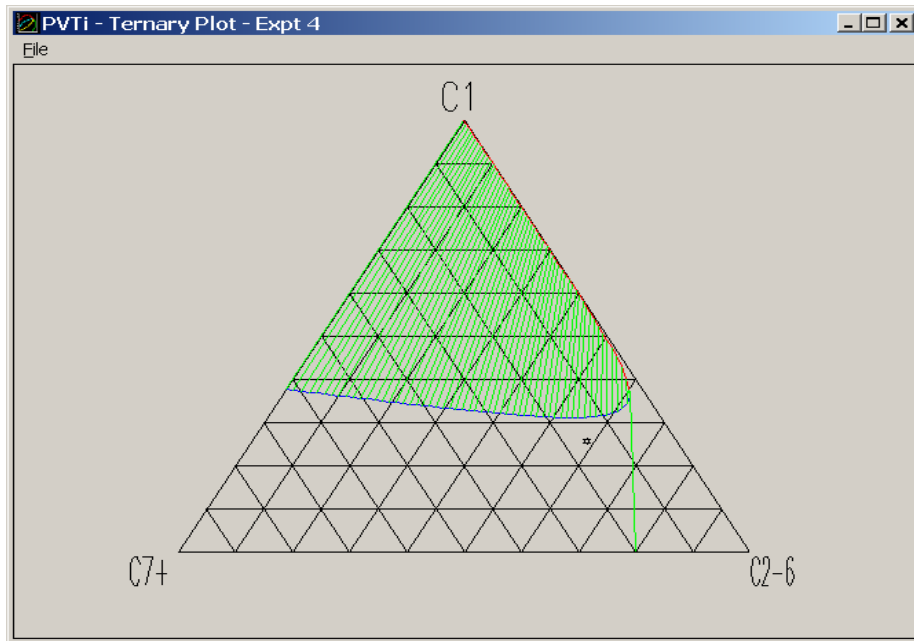 PVTi - Ternary Plot - Expt 4
File
C1
C7+
C2-6